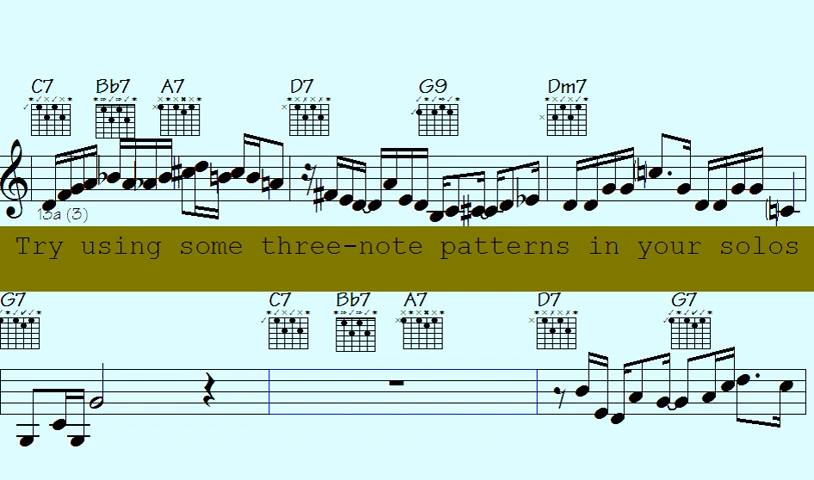 C7 Bb7 A7 D7 G9 Dm7
13a (3)
Try using some three-note patterns in your solos
G7 C7 Bb7 A7 D7 G7